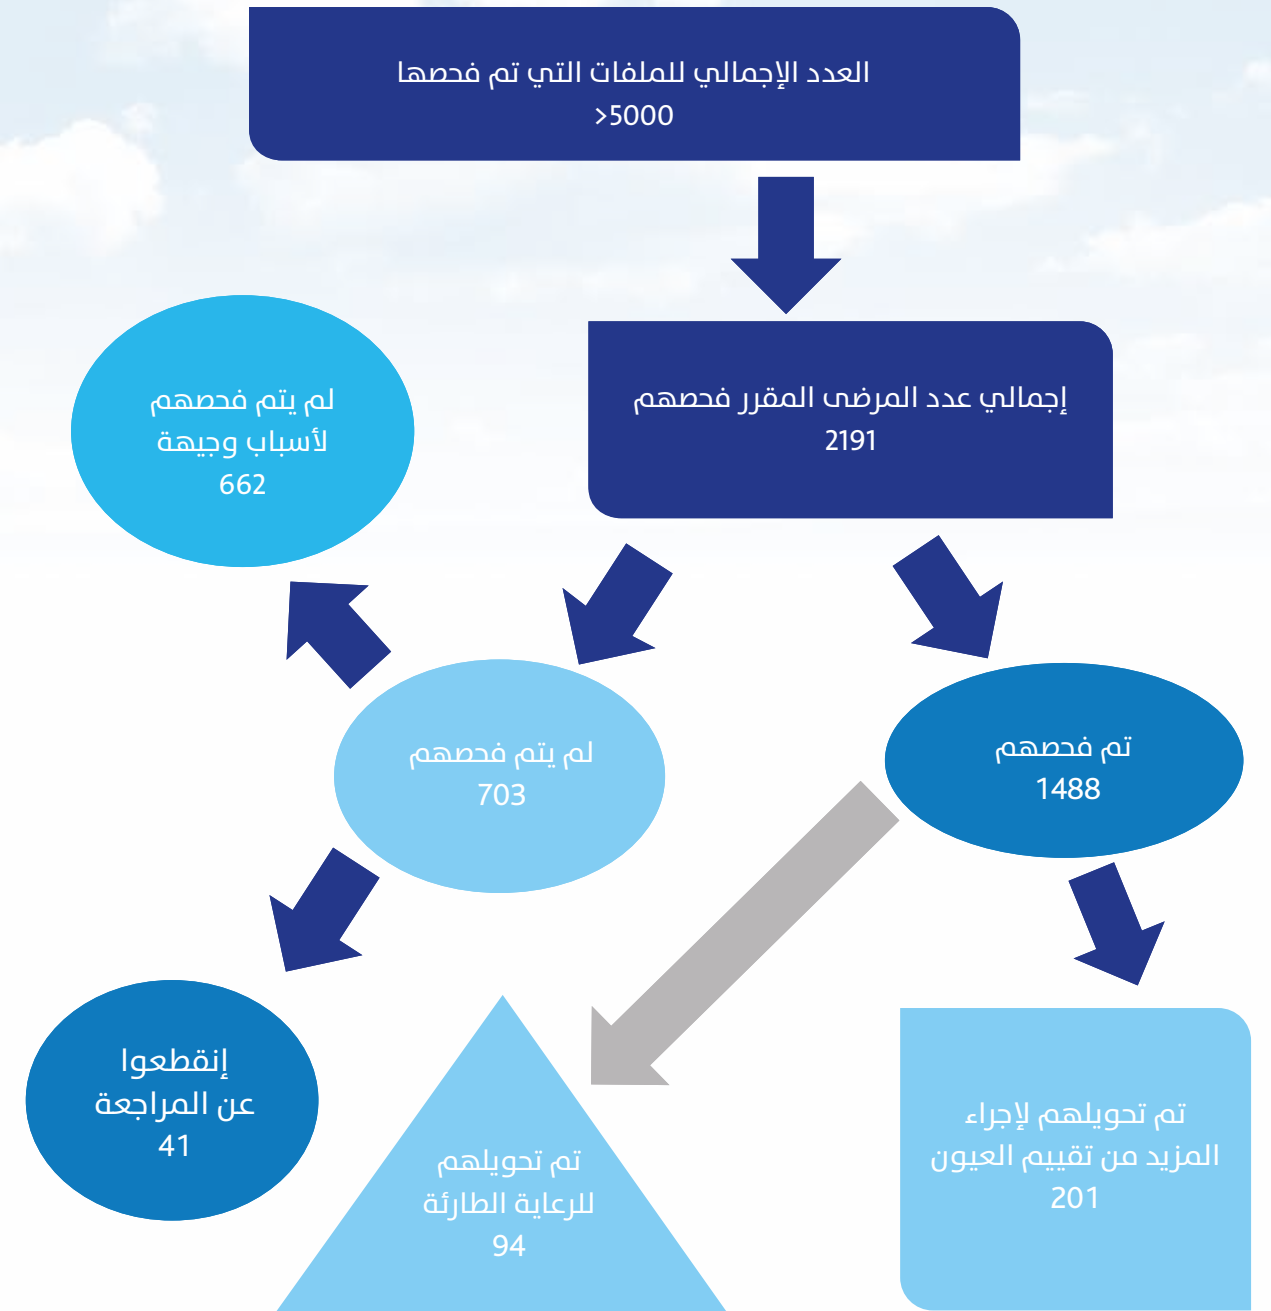 العدد الإجمالي للملفات التي تم فحصها
>5000
إجمالي عدد المرضى المقرر فحصهم
2191
لم يتم فحصهم
لأسباب وجيهة
662
تم فحصهم
1488
لم يتم فحصهم
703
إنقطعوا
عن المراجعة
41
تم تحويلهم
للرعاية الطارئة
94
تم تحويلهم لإجراء
المزيد من تقييم العيون
201